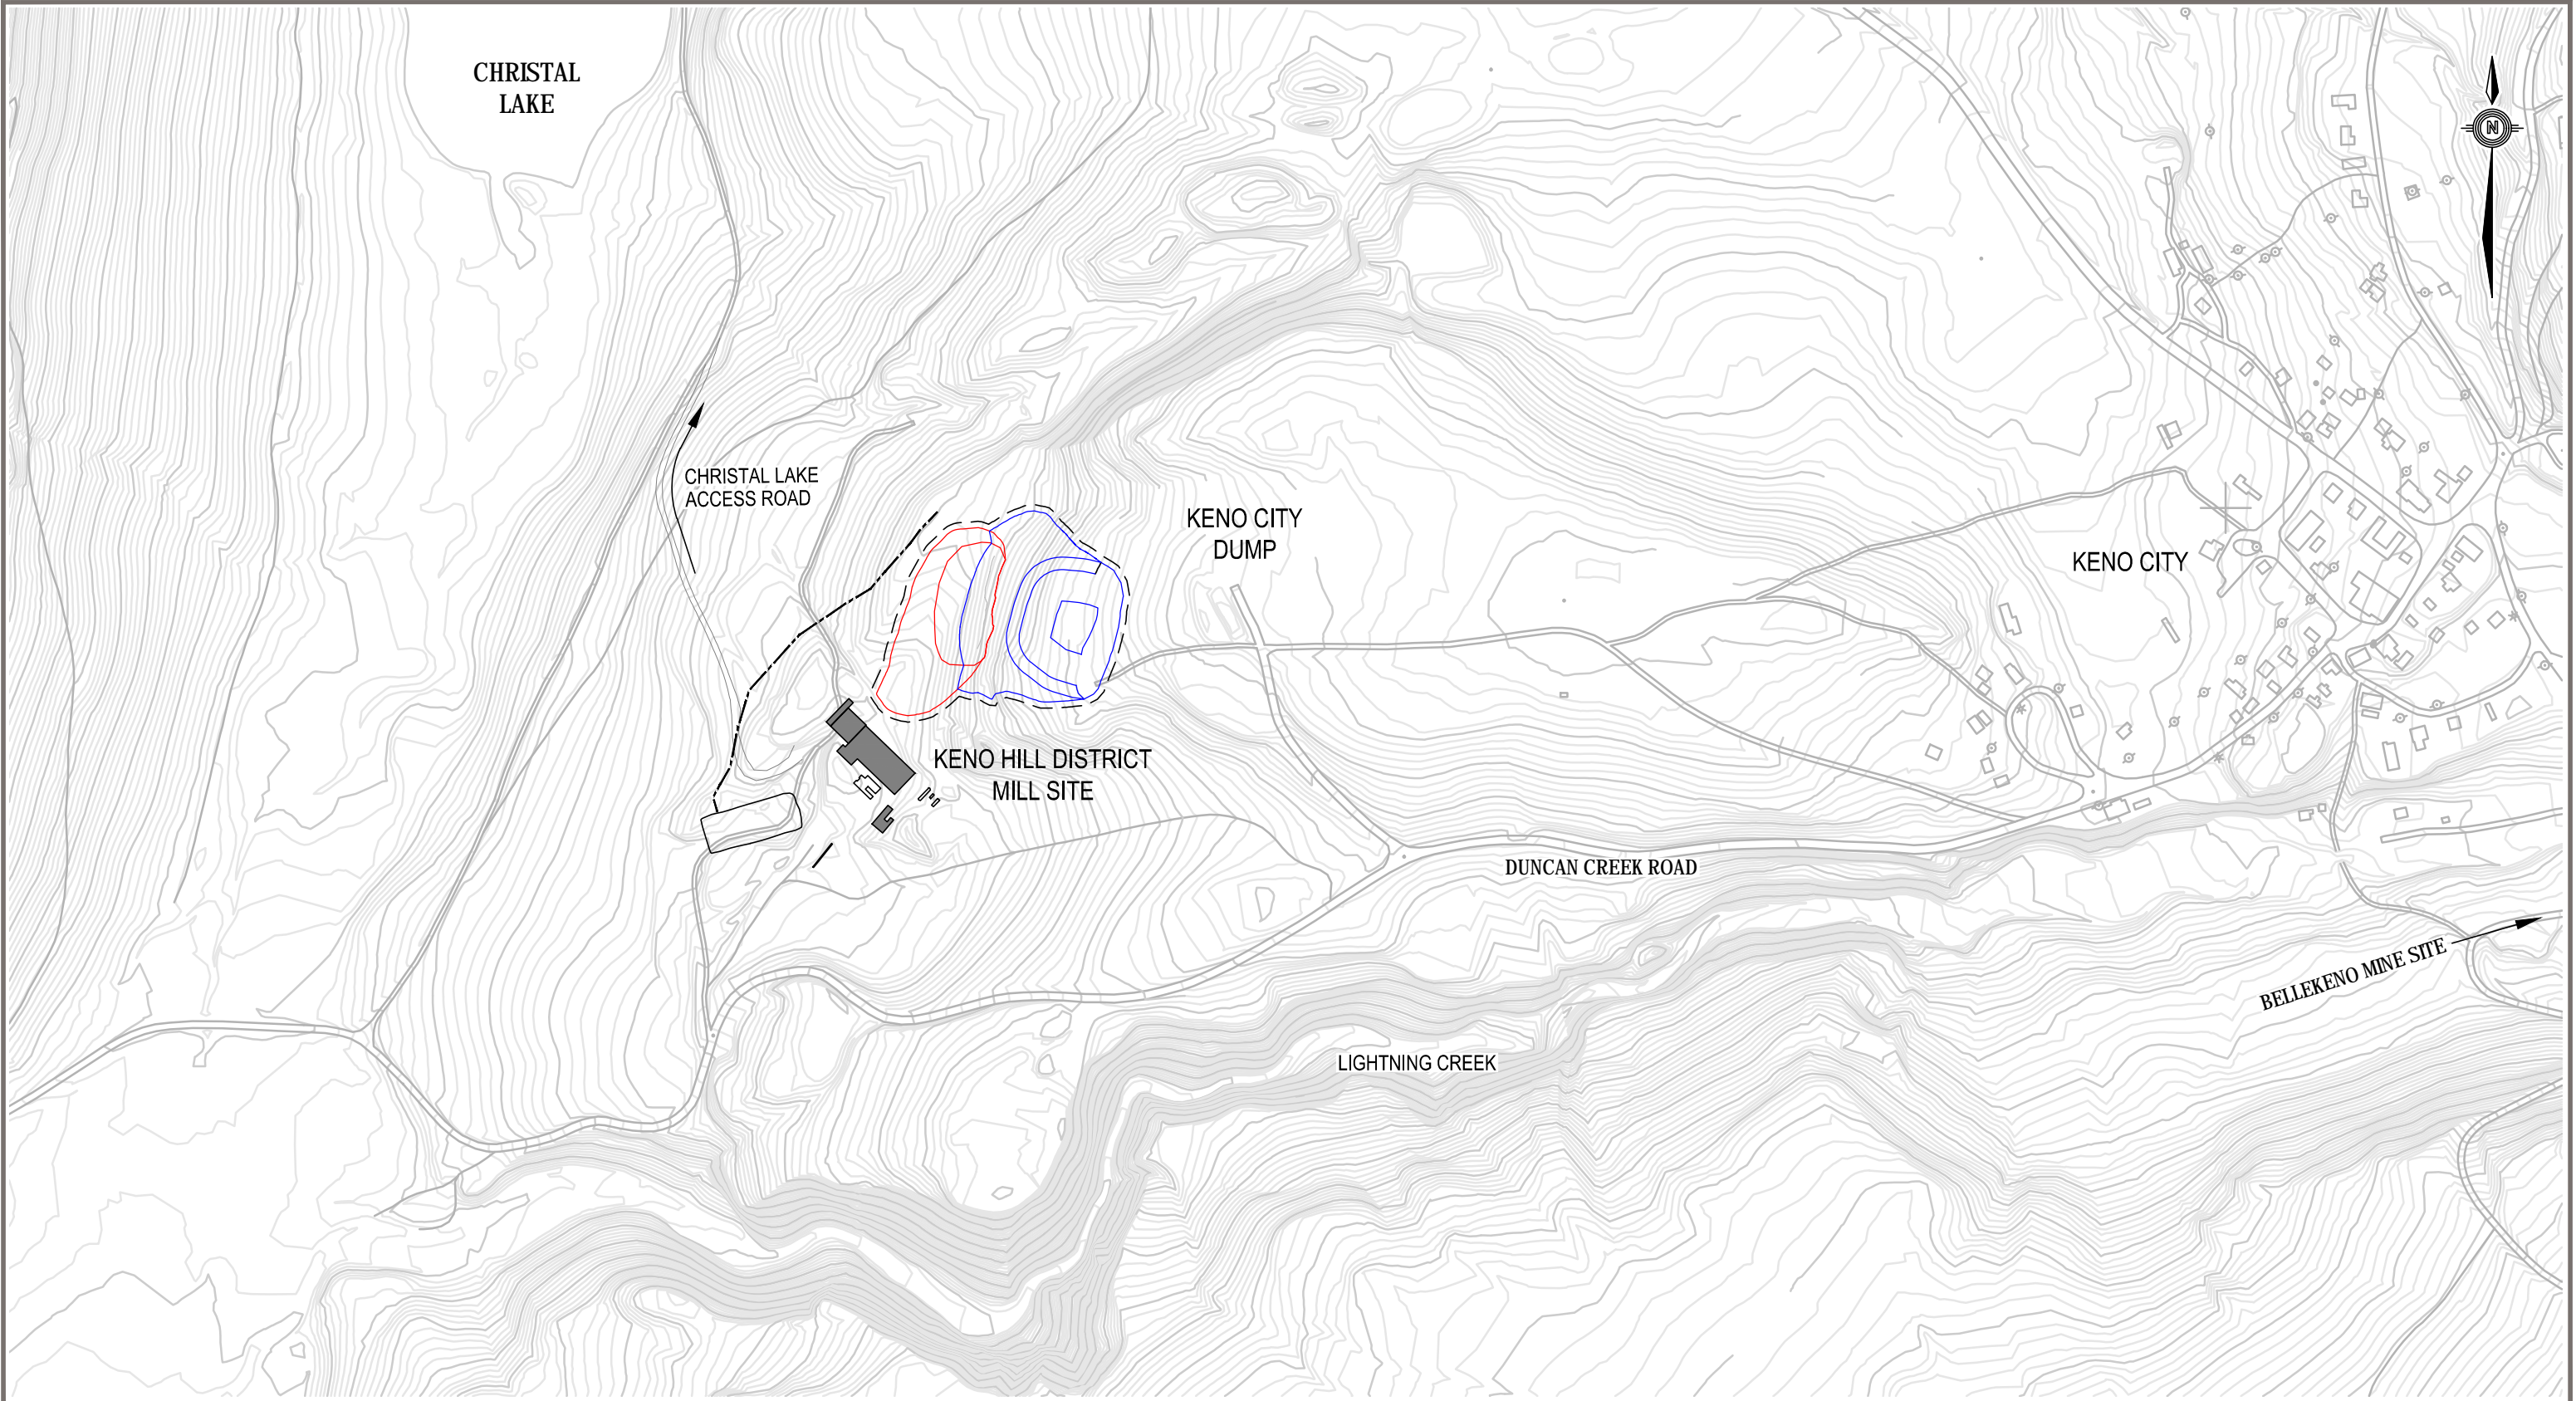 CHRISTAL
LAKE
N
CHRISTAL LAKE
ACCESS ROAD
KENO CITY
DUMP
KENO CITY
KENO HILL DISTRICT
MILL SITE
DUNCAN CREEK ROAD
BELLEKENO MINE SITE
LIGHTNING CREEK